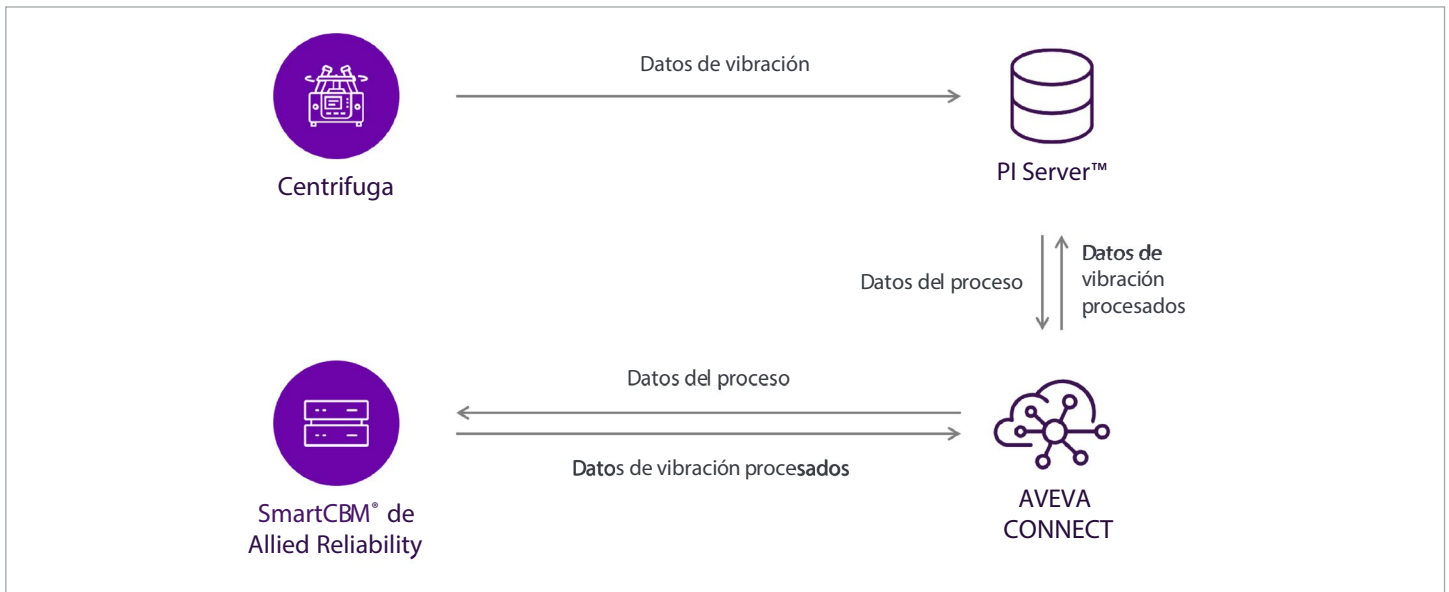 Datos de vibración
Centrifuga
PI Server™
Datos del proceso
Datos de
vibración
procesados
Datos del proceso
Datos de vibración procesados
SmartCBM® de
Allied Reliability
AVEVA
CONNECT